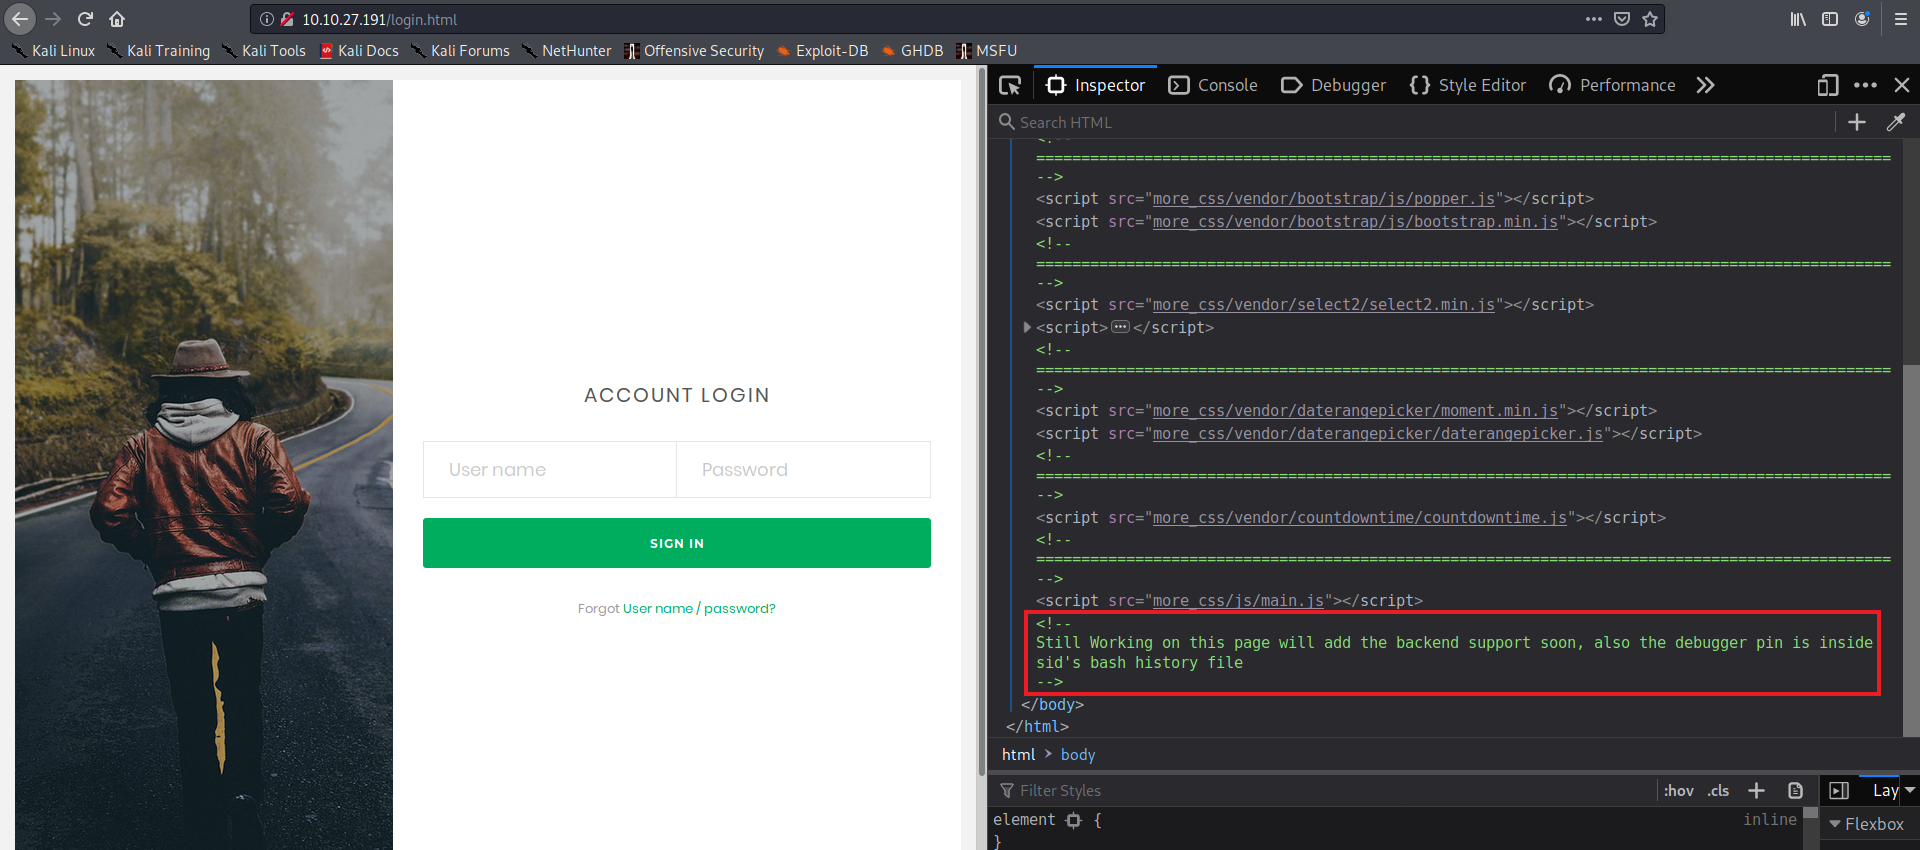 10.10.27.191/login.html
Kali Linux Kali Training Kali Tools Kali Docs Kali Forums NetHunter Offensive Security Exploit-DB GHDB MSFU
ACCOUNT LOGIN
User name Password
SIGN IN
Forgot User name / password?
Inspector Console Debugger Style Editor Performance
Search HTML
<!--
===============================================================================================
-->
<script src="more_css/vendor/bootstrap/js/popper.js"></script>
<script src="more_css/vendor/bootstrap/js/bootstrap.min.js"></script>
<!--
===============================================================================================
-->
<script src="more_css/vendor/select2/select2.min.js"></script>
<script>···</script>
<!--
===============================================================================================
-->
<script src="more_css/vendor/daterangepicker/moment.min.js"></script>
<script src="more_css/vendor/daterangepicker/daterangepicker.js"></script>
<!--
===============================================================================================
-->
<script src="more_css/vendor/countdowntime/countdowntime.js"></script>
<!--
===============================================================================================
-->
<script src="more_css/js/main.js"></script>
<!--
Still Working on this page will add the backend support soon, also the debugger pin is inside
sid's bash history file
-->
</body>
</html>
html > body
Filter Styles :hov .cls + Lay
element { inline
}
Flexbox